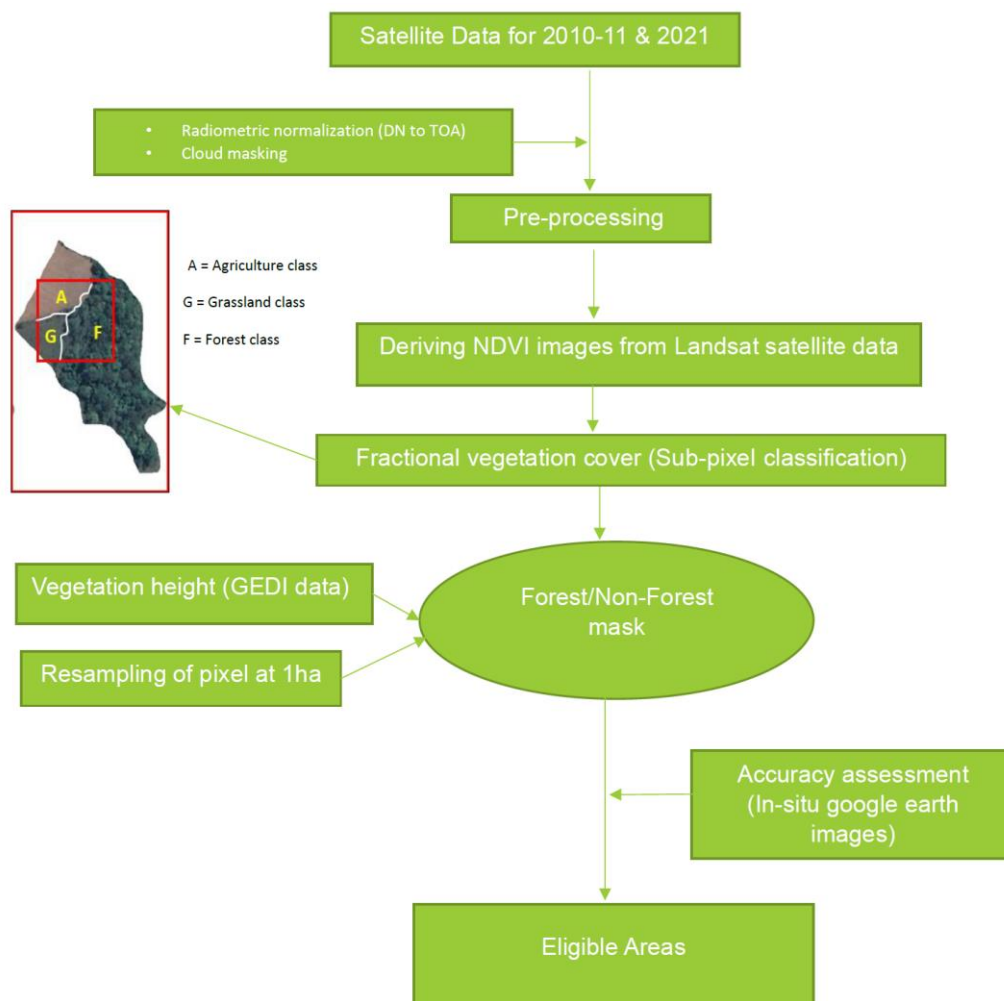 Satellite Data for 2010-11 & 2021
• Radiometric normalization (DN to TOA)
• Cloud masking
Pre-processing
A
G
F
A = Agriculture class
G = Grassland class
F = Forest class
Deriving NDVI images from Landsat satellite data
Fractional vegetation cover (Sub-pixel classification)
Vegetation height (GEDI data)
Resampling of pixel at 1ha
Forest/Non-Forest
mask
Accuracy assessment
(In-situ google earth
images)
Eligible Areas